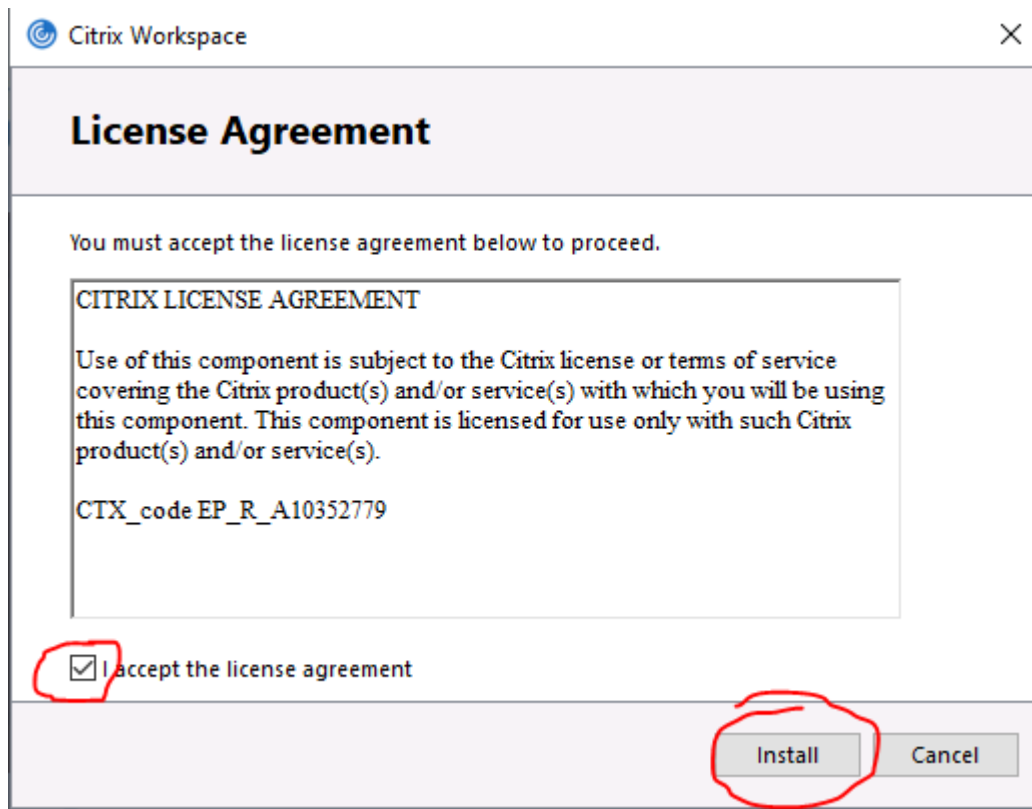 Citrix Workspace
License Agreement
You must accept the license agreement below to proceed.
CITRIX LICENSE AGREEMENT
Use of this component is subject to the Citrix license or terms of service
covering the Citrix product(s) and/or service(s) with which you will be using
this component. This component is licensed for use only with such Citrix
product(s) and/or service(s).
CTX_code EP_R_A10352779
I accept the license agreement
Install Cancel